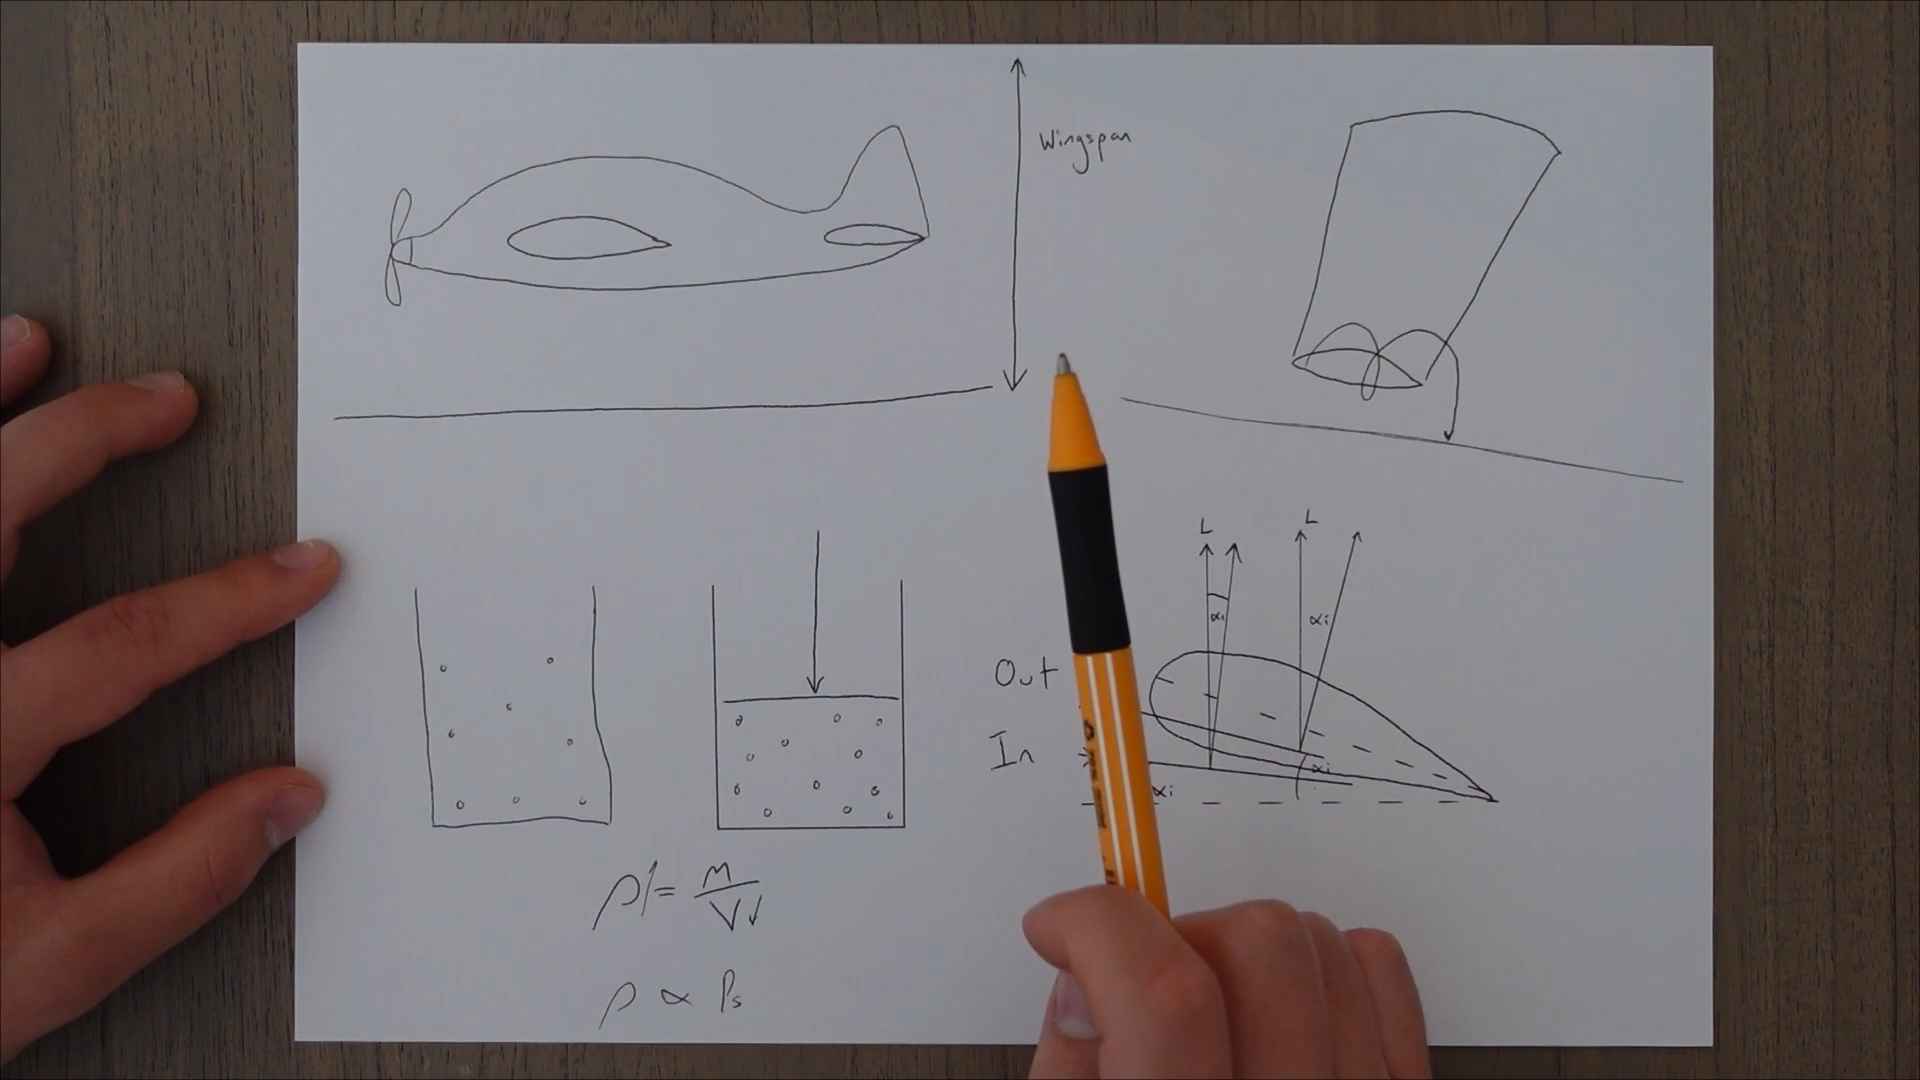 Wingspan
L
L
αi
αi
Out
In
αi
αi
ρ↑ = m
V↓
ρ ∝ Ps